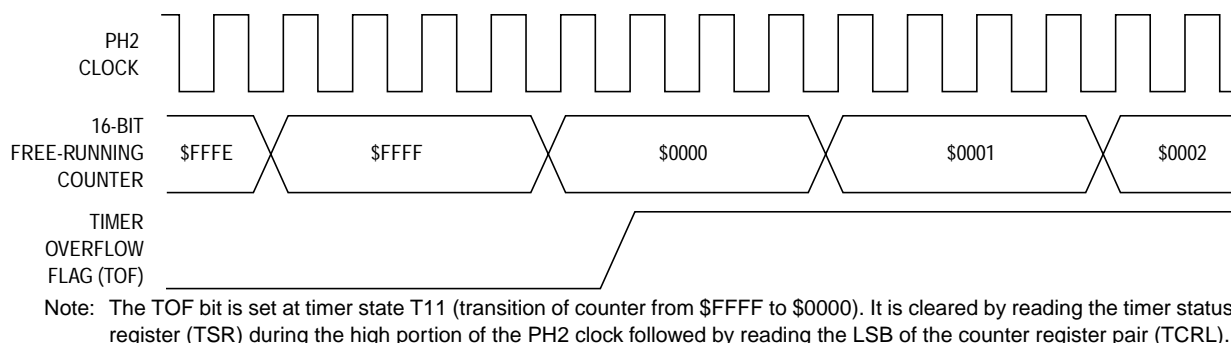 PH2
CLOCK
16-BIT
FREE-RUNNING
COUNTER
$FFFE
$FFFF
$0000
$0001
$0002
TIMER
OVERFLOW
FLAG (TOF)
Note: The TOF bit is set at timer state T11 (transition of counter from $FFFF to $0000). It is cleared by reading the timer status
register (TSR) during the high portion of the PH2 clock followed by reading the LSB of the counter register pair (TCRL).